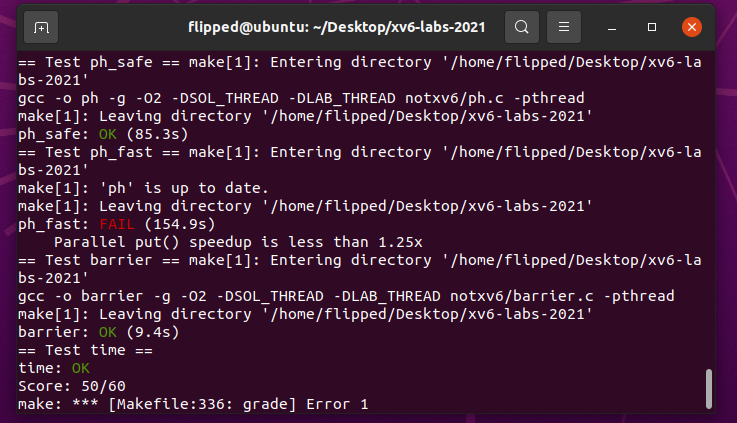 flipped@ubuntu: ~/Desktop/xv6-labs-2021
== Test ph_safe == make[1]: Entering directory '/home/flipped/Desktop/xv6-la
bs-2021'
gcc -o ph -g -O2 -DSOL_THREAD -DLAB_THREAD notxv6/ph.c -pthread
make[1]: Leaving directory '/home/flipped/Desktop/xv6-labs-2021'
ph_safe: OK (85.3s)
== Test ph_fast == make[1]: Entering directory '/home/flipped/Desktop/xv6-la
bs-2021'
make[1]: 'ph' is up to date.
make[1]: Leaving directory '/home/flipped/Desktop/xv6-labs-2021'
ph_fast: FAIL (154.9s)
    Parallel put() speedup is less than 1.25x
== Test barrier == make[1]: Entering directory '/home/flipped/Desktop/xv6-la
bs-2021'
gcc -o barrier -g -O2 -DSOL_THREAD -DLAB_THREAD notxv6/barrier.c -pthread
make[1]: Leaving directory '/home/flipped/Desktop/xv6-labs-2021'
barrier: OK (9.4s)
== Test time ==
time: OK
Score: 50/60
make: *** [Makefile:336: grade] Error 1